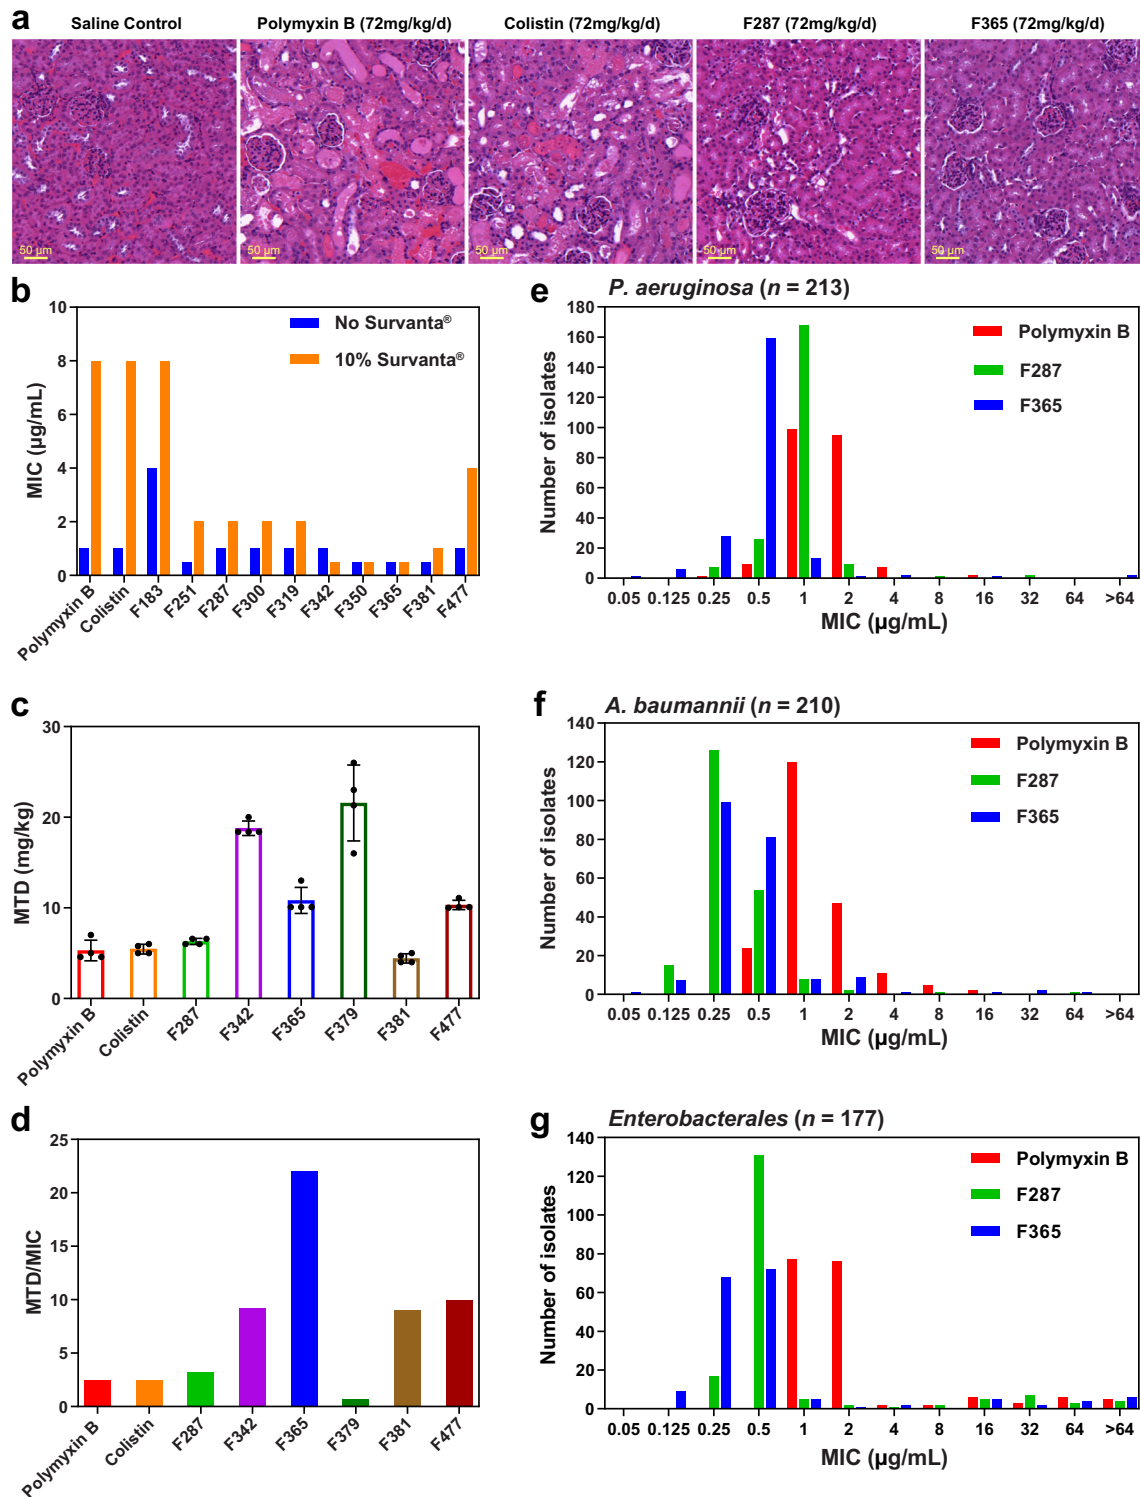 a
Saline Control
Polymyxin B (72mg/kg/d)
Colistin (72mg/kg/d)
F287 (72mg/kg/d)
F365 (72mg/kg/d)
50 µm
50 µm
50 µm
50 µm
50 µm
b
MIC (µg/mL)
10
8
6
4
2
0
No Survanta®
10% Survanta®
Polymyxin B
Colistin
F183
F251
F287
F300
F319
F342
F350
F365
F381
F477
c
MTD (mg/kg)
30
20
10
0
Polymyxin B
Colistin
F287
F342
F365
F379
F381
F477
d
MTD/MIC
25
20
15
10
5
0
Polymyxin B
Colistin
F287
F342
F365
F379
F381
F477
e
P. aeruginosa (n = 213)
Number of isolates
180
160
140
120
100
80
60
40
20
0
Polymyxin B
F287
F365
0.05 0.125 0.25 0.5 1 2 4 8 16 32 64 >64
MIC (µg/mL)
f
A. baumannii (n = 210)
Number of isolates
140
120
100
80
60
40
20
0
Polymyxin B
F287
F365
0.05 0.125 0.25 0.5 1 2 4 8 16 32 64 >64
MIC (µg/mL)
g
Enterobacterales (n = 177)
Number of isolates
140
120
100
80
60
40
20
0
Polymyxin B
F287
F365
0.05 0.125 0.25 0.5 1 2 4 8 16 32 64 >64
MIC (µg/mL)